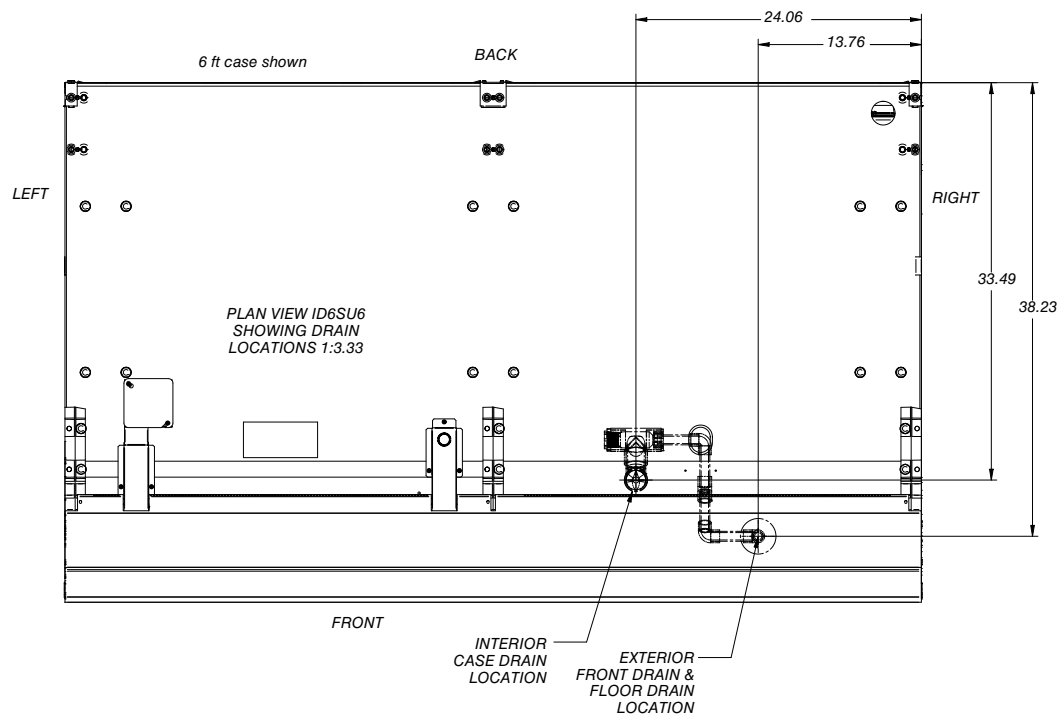 24.06
13.76
6 ft case shown
BACK
LEFT
RIGHT
33.49
38.23
PLAN VIEW ID6SU6
SHOWING DRAIN
LOCATIONS 1:3.33
FRONT
INTERIOR
CASE DRAIN
LOCATION
EXTERIOR
FRONT DRAIN &
FLOOR DRAIN
LOCATION